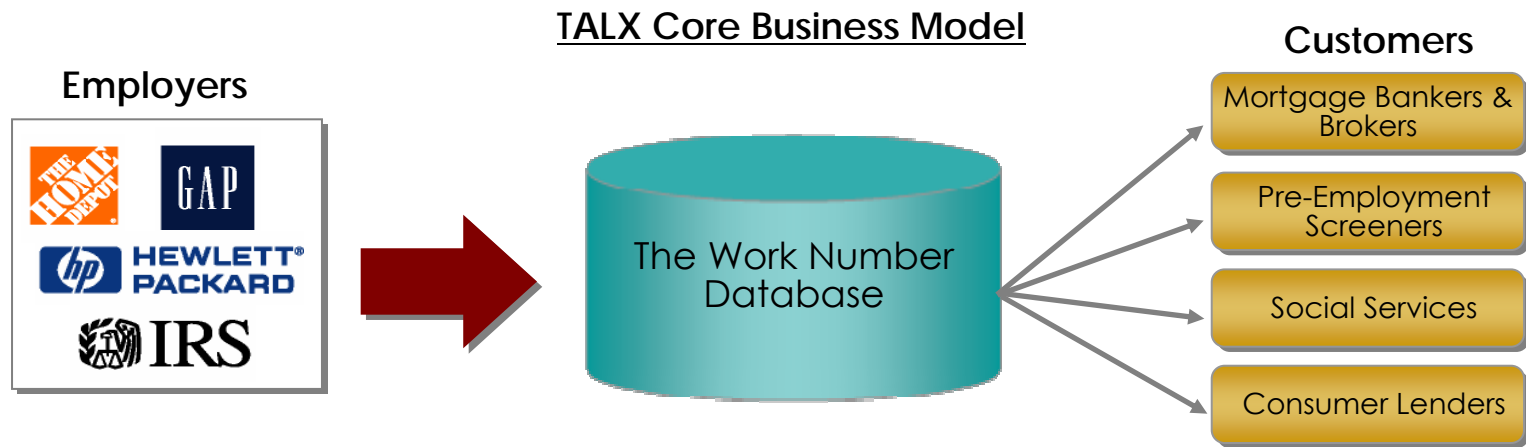 TALX Core Business Model
Employers
THE
HOME
DEPOT
GAP
hp HEWLETT®
PACKARD
IRS
The Work Number
Database
Customers
Mortgage Bankers &
Brokers
Pre-Employment
Screeners
Social Services
Consumer Lenders